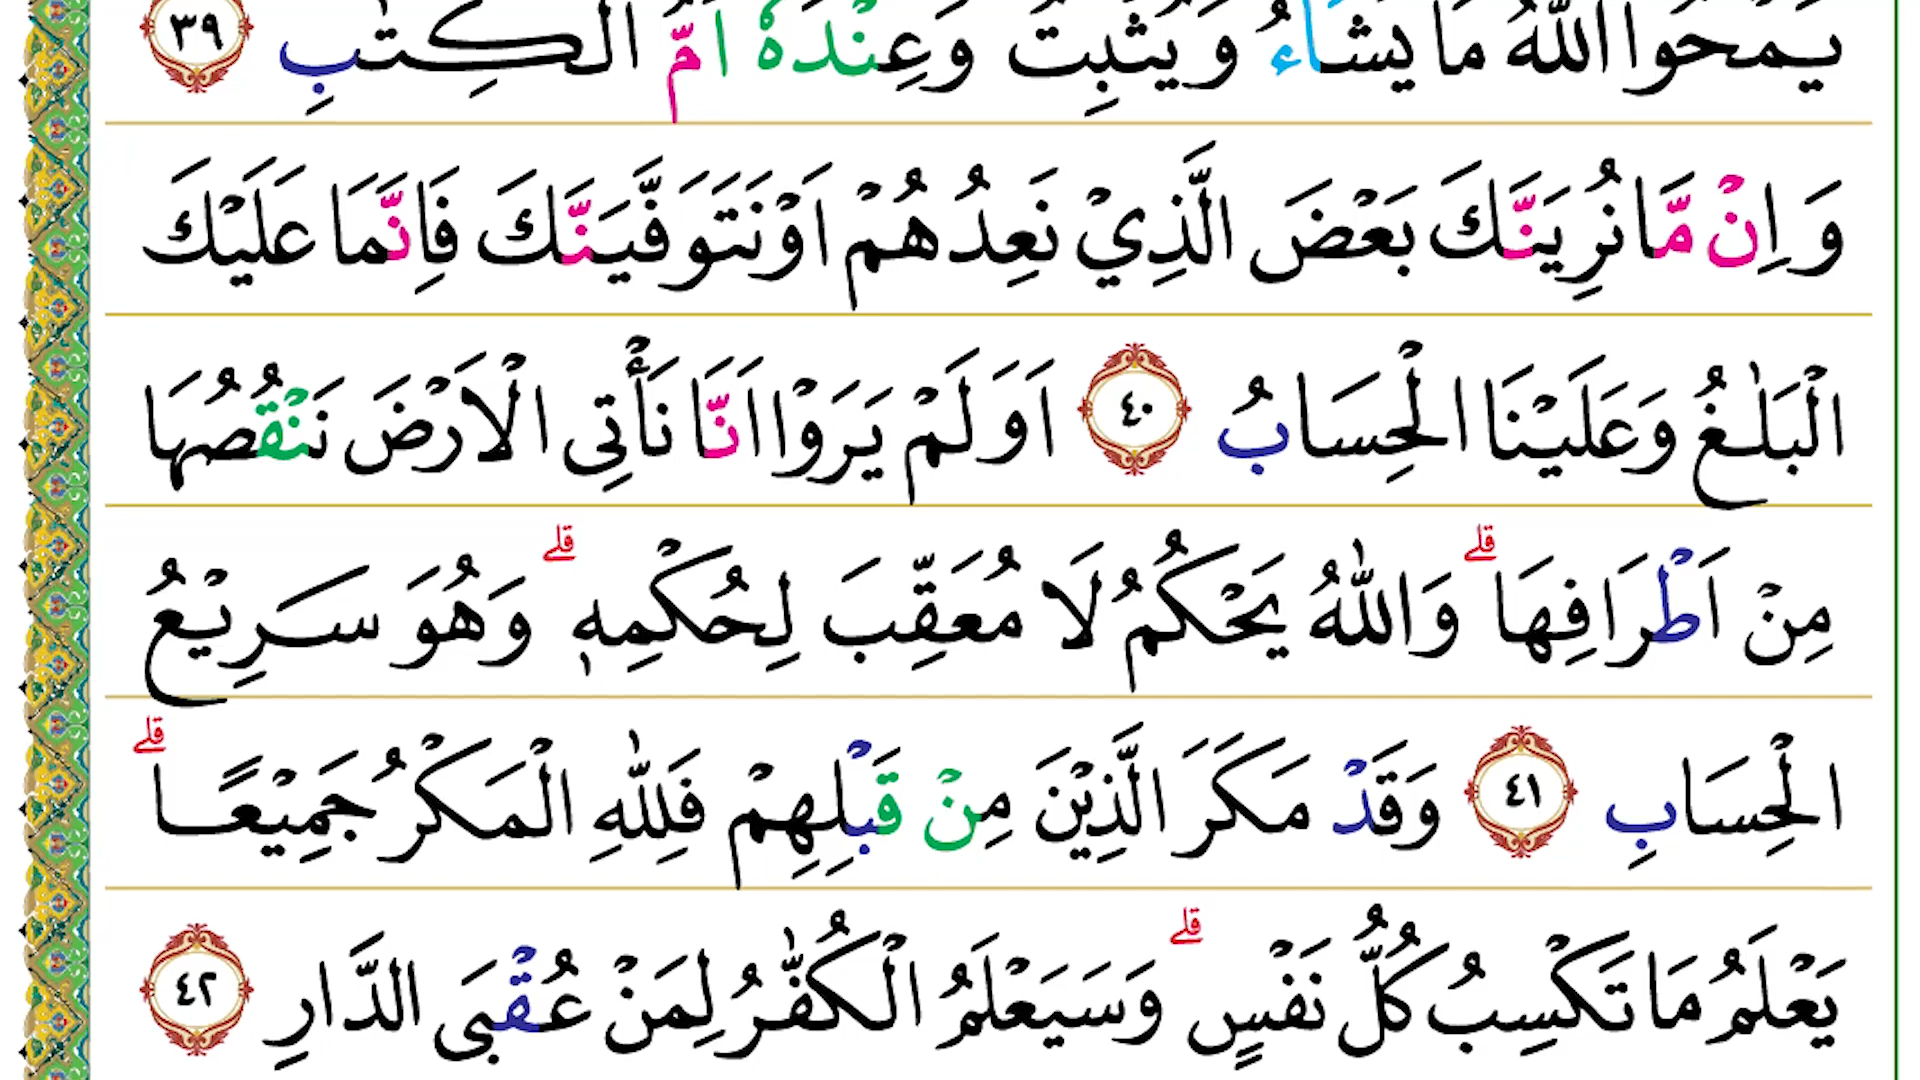 يَمْحُوا اللّٰهُ مَا يَشَآءُ وَيُثْبِتُ وَعِنْدَهٗ اُمُّ الْكِتٰبِ ۳۹
وَاِنْ مَّا نُرِيَنَّكَ بَعْضَ الَّذِيْ نَعِدُهُمْ اَوْ نَتَوَفَّيَنَّكَ فَاِنَّمَا عَلَيْكَ
الْبَلٰغُ وَعَلَيْنَا الْحِسَابُ ٤٠ اَوَلَمْ يَرَوْا اَنَّا نَأْتِى الْاَرْضَ نَنْقُصُهَا
مِنْ اَطْرَافِهَا ۗ وَاللّٰهُ يَحْكُمُ لَا مُعَقِّبَ لِحُكْمِهٖ ۗ وَهُوَ سَرِيْعُ
الْحِسَابِ ٤١ وَقَدْ مَكَرَ الَّذِيْنَ مِنْ قَبْلِهِمْ فَلِلّٰهِ الْمَكْرُ جَمِيْعًا ۗ
يَعْلَمُ مَا تَكْسِبُ كُلُّ نَفْسٍ ۗ وَسَيَعْلَمُ الْكُفّٰرُ لِمَنْ عُقْبَى الدَّارِ ٤٢